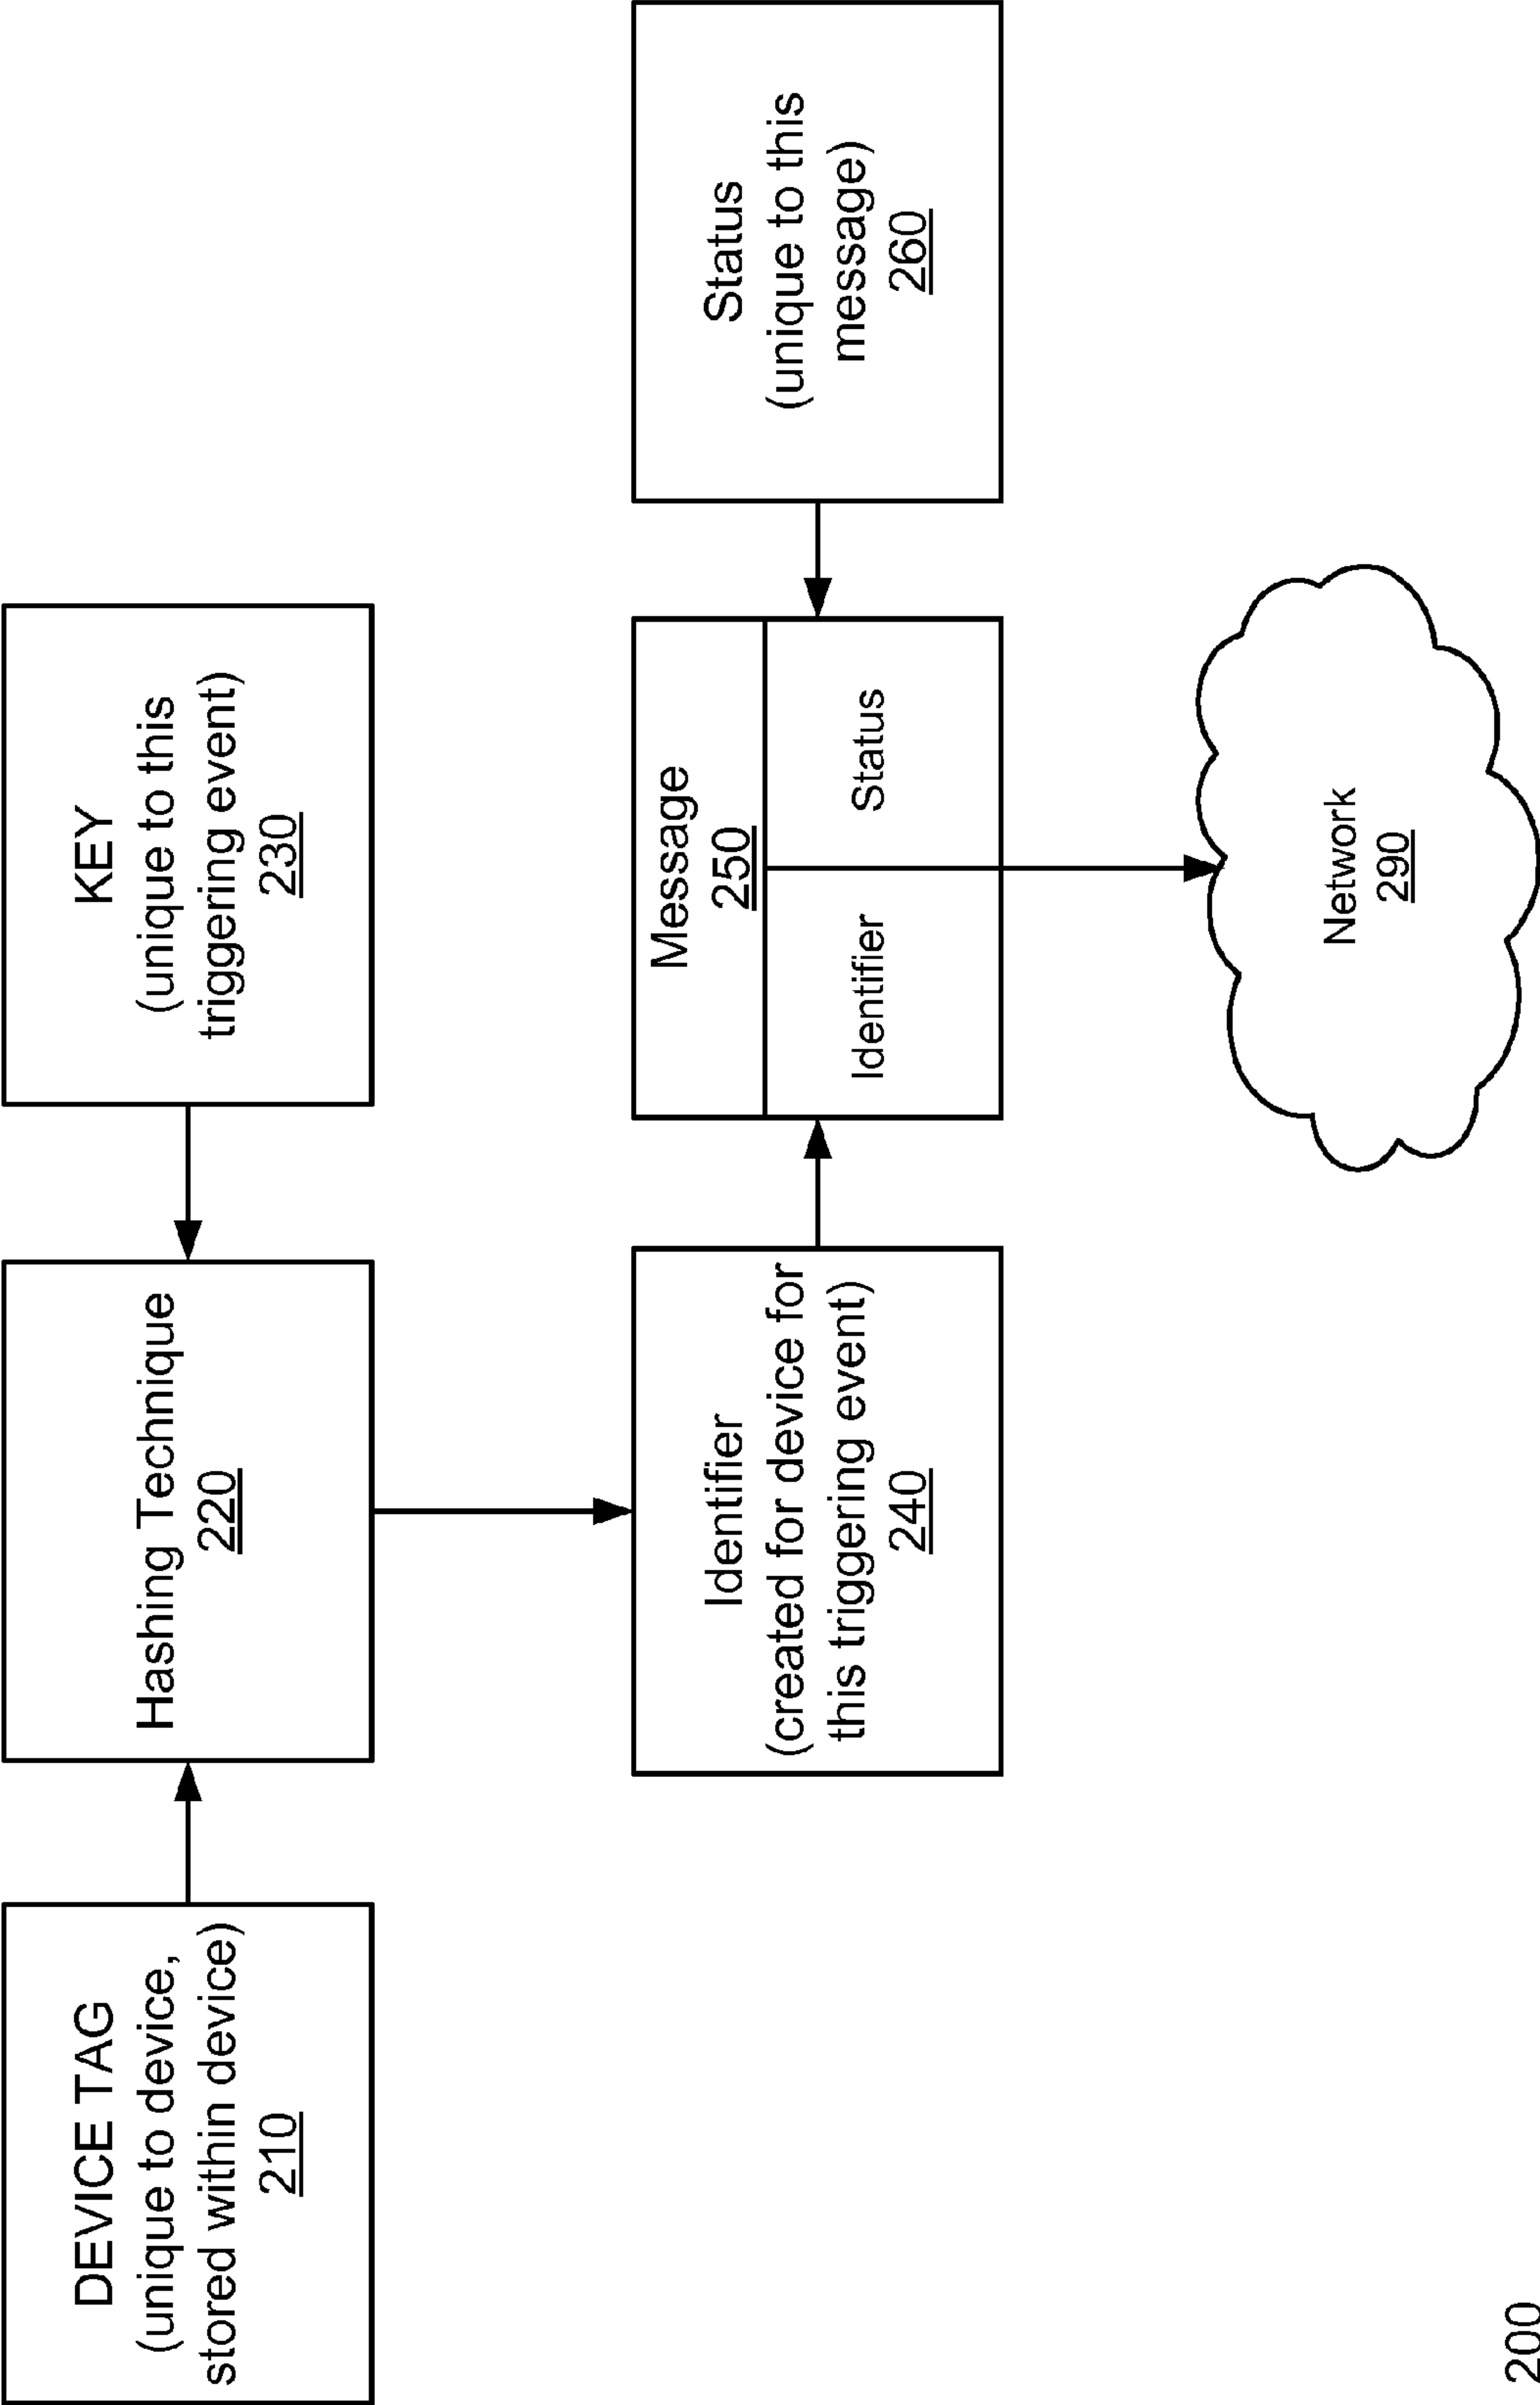 DEVICE TAG
(unique to device,
stored within device)
210
Hashing Technique
220
KEY
(unique to this
triggering event)
230
Identifier
(created for device for
this triggering event)
240
Message
250
Identifier
Status
Status
(unique to this
message)
260
Network
290
200